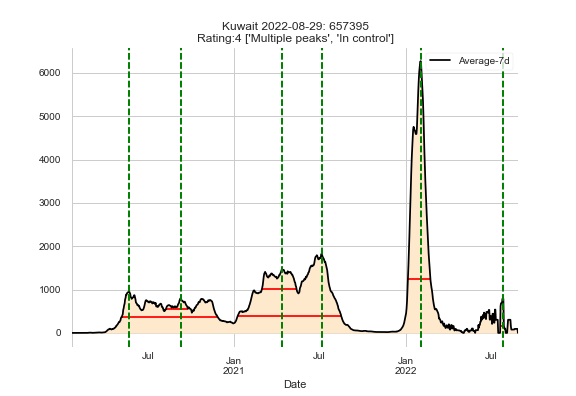 Kuwait 2022-08-29: 657395
Rating:4 ['Multiple peaks', 'In control']
Average-7d
6000
5000
4000
3000
2000
1000
0
Jul
Jan
2021
Jul
Jan
2022
Jul
Date